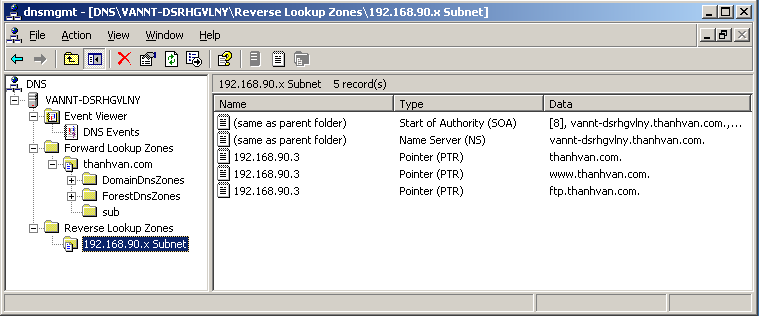 dnsmgmt - [DNS\VANNT-DSRHGVLNY\Reverse Lookup Zones\192.168.90.x Subnet]
File Action View Window Help
DNS
VANNT-DSRHGVLNY
Event Viewer
DNS Events
Forward Lookup Zones
thanhvan.com
DomainDnsZones
ForestDnsZones
sub
Reverse Lookup Zones
192.168.90.x Subnet
192.168.90.x Subnet 5 record(s)
Name Type Data
(same as parent folder) Start of Authority (SOA) [8], vannt-dsrhgvlny.thanhvan.com.,...
(same as parent folder) Name Server (NS) vannt-dsrhgvlny.thanhvan.com.
192.168.90.3 Pointer (PTR) thanhvan.com.
192.168.90.3 Pointer (PTR) www.thanhvan.com.
192.168.90.3 Pointer (PTR) ftp.thanhvan.com.